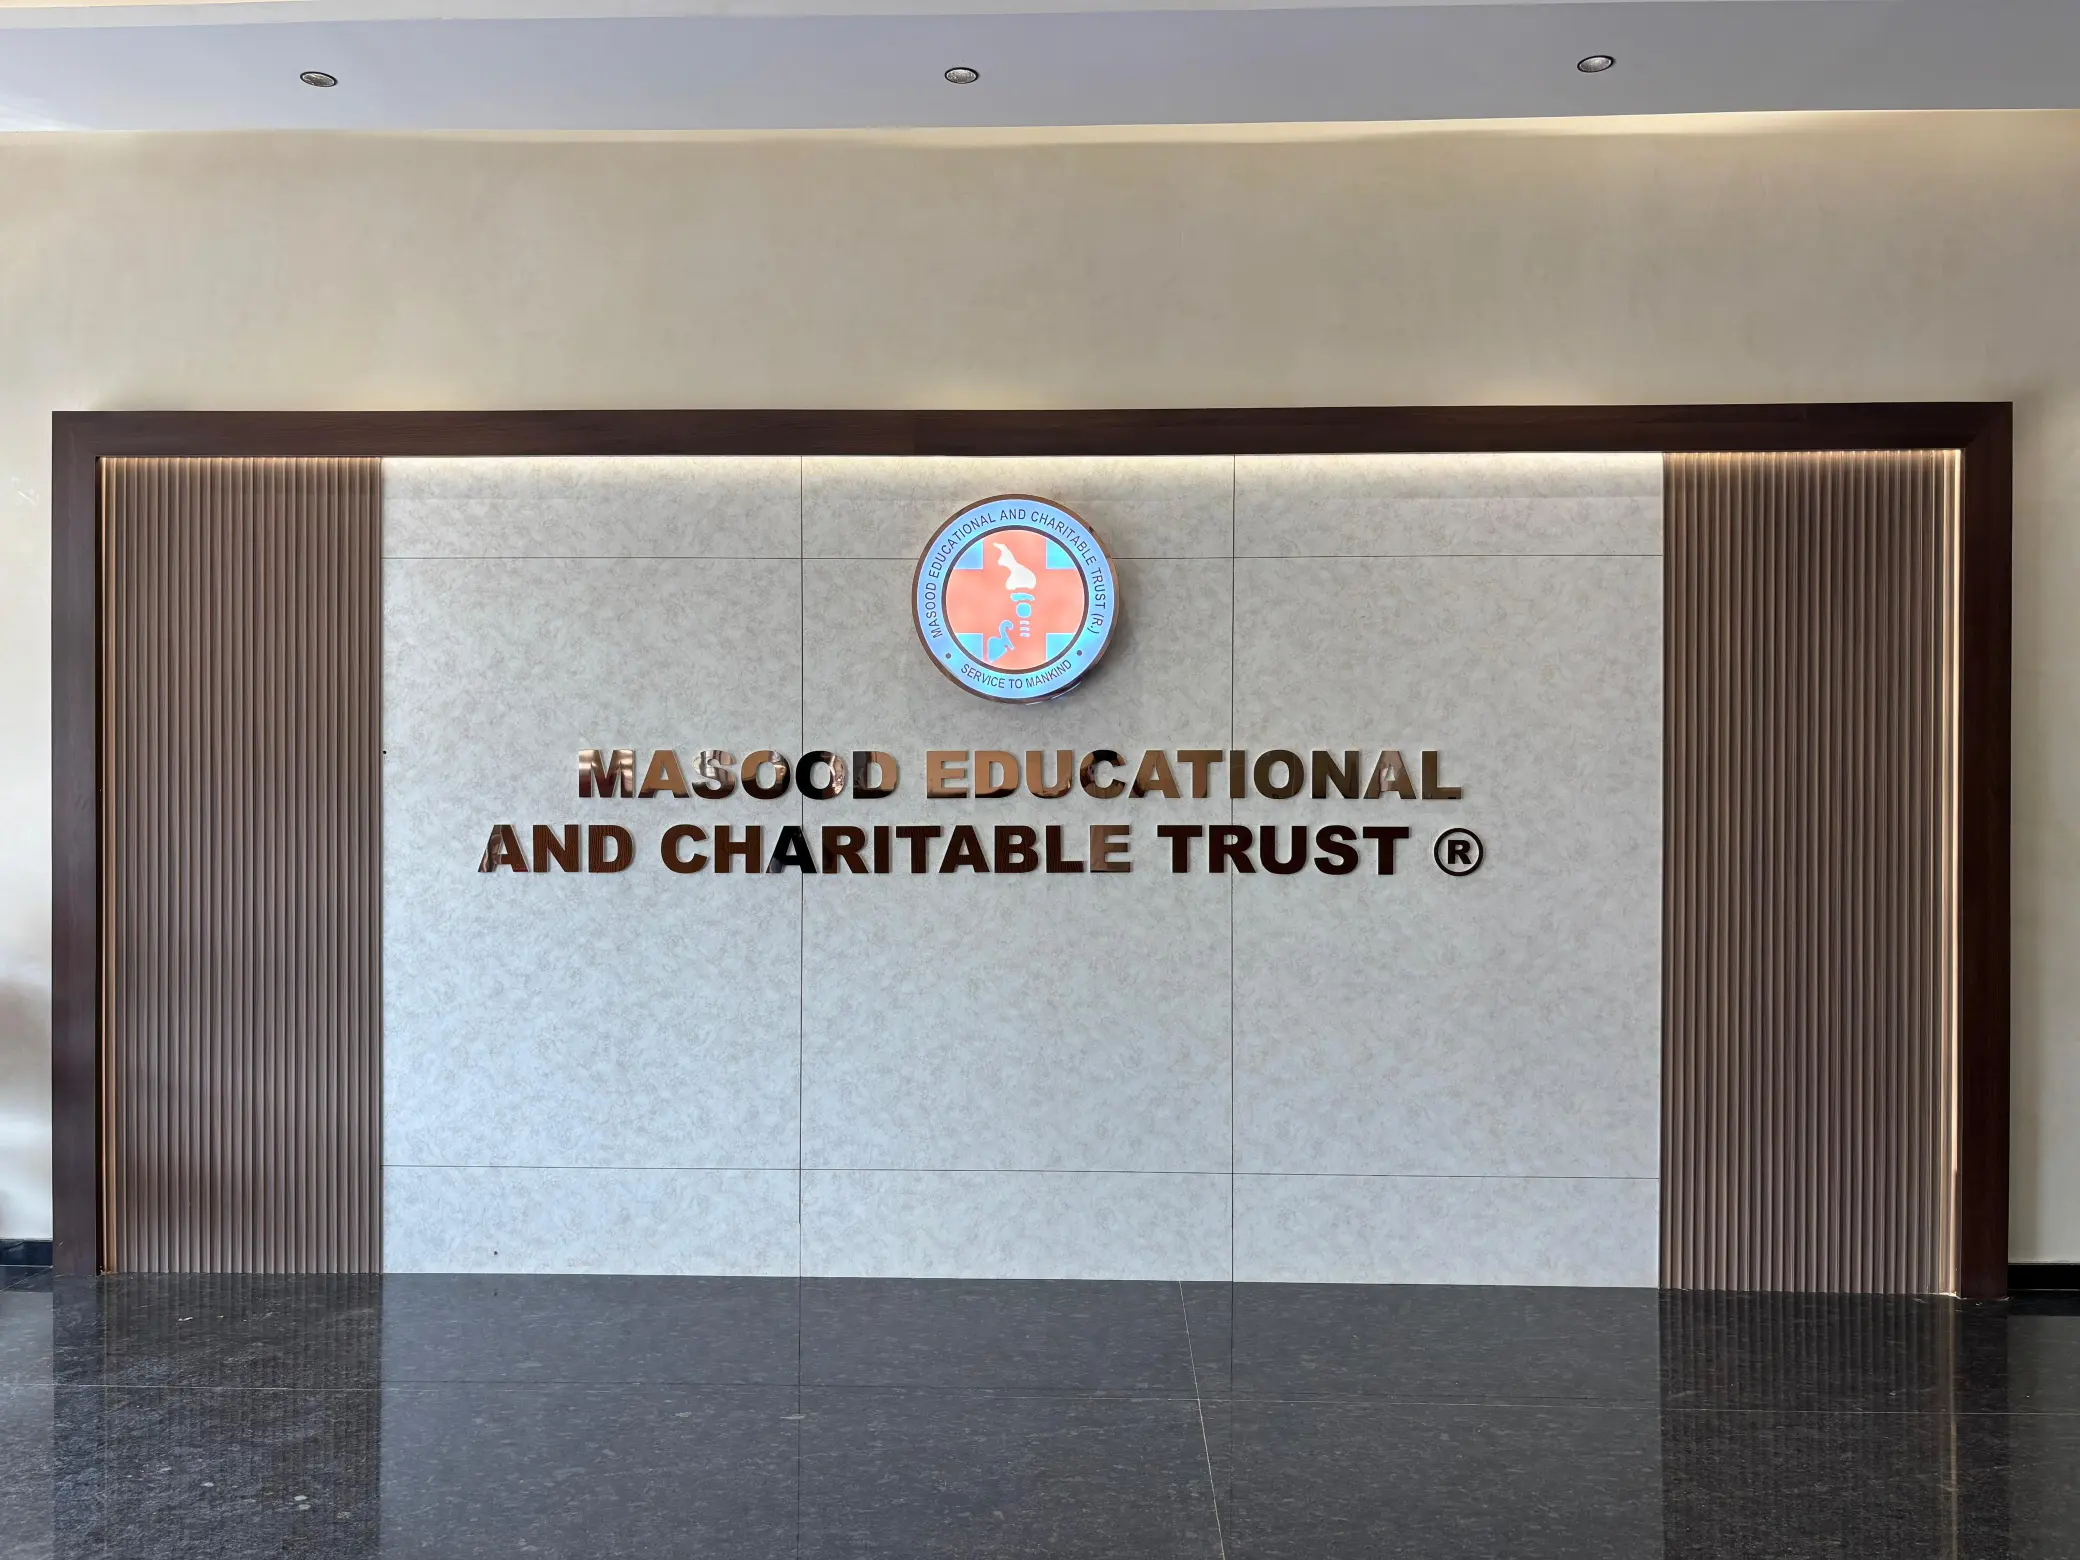 MASOOD EDUCATIONAL AND CHARITABLE TRUST (R.)
• SERVICE TO MANKIND •
MASOOD EDUCATIONAL
AND CHARITABLE TRUST ®